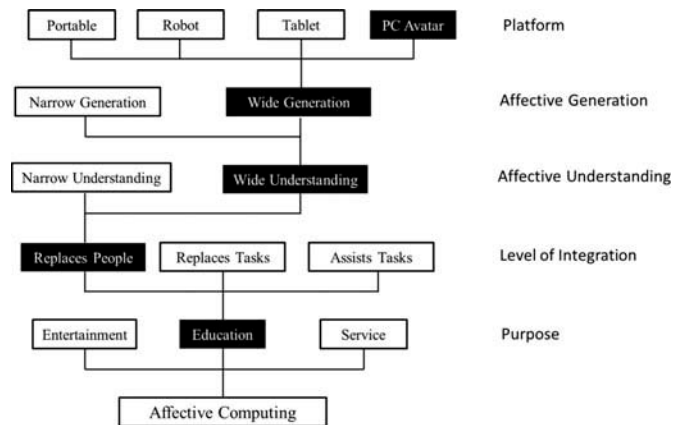 Portable Robot Tablet PC Avatar Platform
Narrow Generation Wide Generation Affective Generation
Narrow Understanding Wide Understanding Affective Understanding
Replaces People Replaces Tasks Assists Tasks Level of Integration
Entertainment Education Service Purpose
Affective Computing